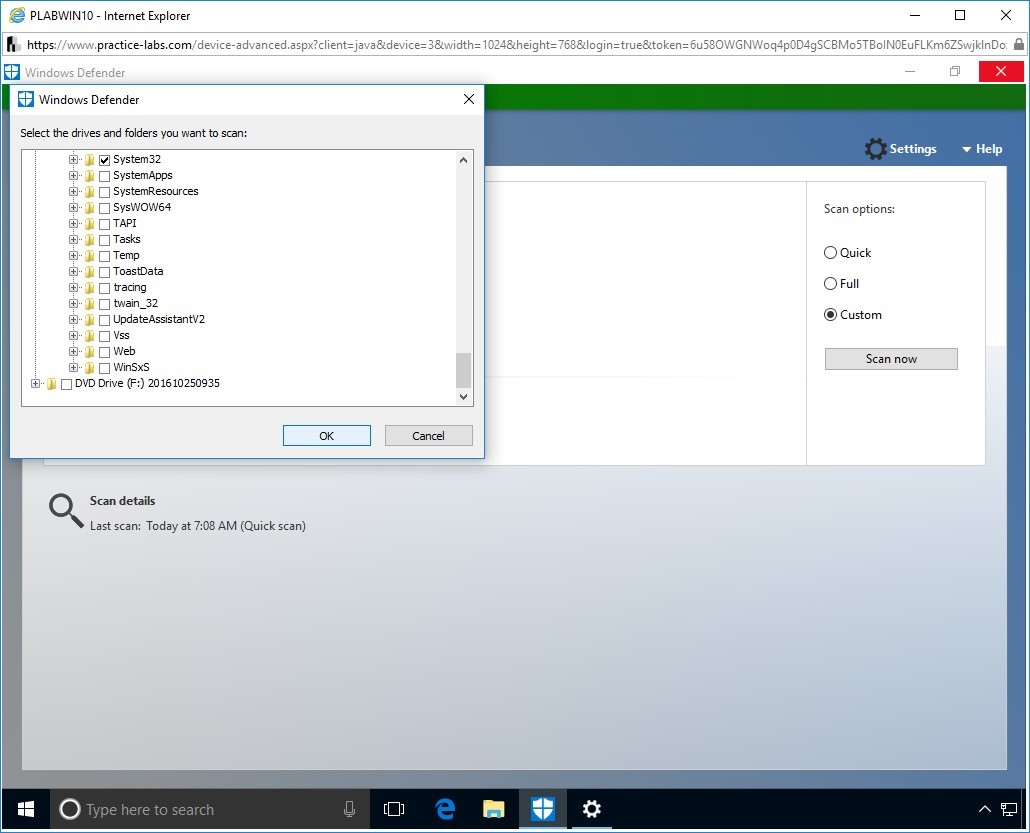 PLABWIN10 - Internet Explorer
https://www.practice-labs.com/device-advanced.aspx?client=java&device=3&width=1024&height=768&login=true&token=6u58OWGNWoq4p0D4gSCBMo5TBoIN0EuFLKm6ZSwjkInDo
Windows Defender
Windows Defender
Select the drives and folders you want to scan:
System32
SystemApps
SystemResources
SysWOW64
TAPI
Tasks
Temp
ToastData
tracing
twain_32
UpdateAssistantV2
Vss
Web
WinSxS
DVD Drive (F:) 201610250935
OK
Cancel
Settings
Help
Scan options:
Quick
Full
Custom
Scan now
Scan details
Last scan: Today at 7:08 AM (Quick scan)
Type here to search